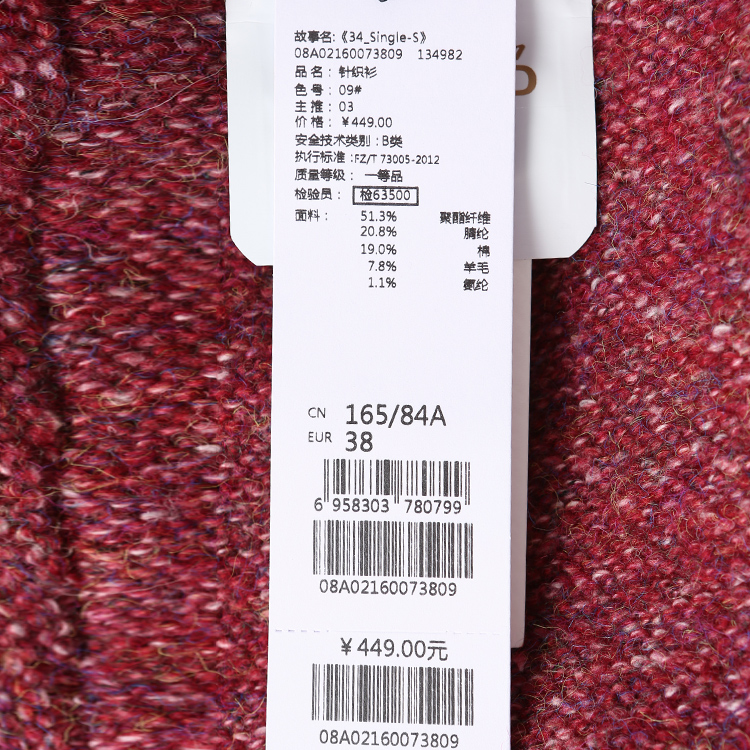 故事名:《34_Single-S》
08A02160073809 134982
品 名： 针织衫
色 号： 09#
主 推： 03
价 格： ￥449.00
安全技术类别：B类
执行标准：FZ/T 73005-2012
质量等级： 一等品
检验员： 检63500
面料： 51.3% 聚酯纤维
20.8% 腈纶
19.0% 棉
7.8% 羊毛
1.1% 氨纶
CN 165/84A
EUR 38
6 958303 780799
08A02160073809
￥449.00元
08A02160073809